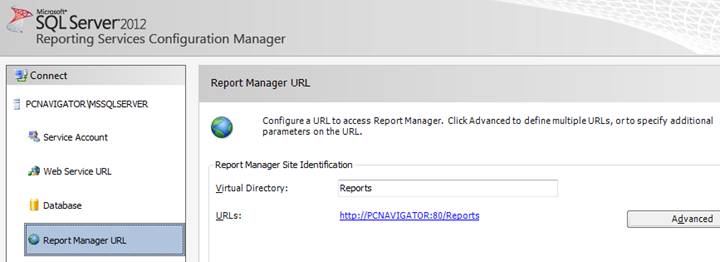 Microsoft®
SQL Server 2012
Reporting Services Configuration Manager
Connect
PCNAVIGATOR\MSSQLSERVER
Service Account
Web Service URL
Database
Report Manager URL
Report Manager URL
Configure a URL to access Report Manager. Click Advanced to define multiple URLs, or to specify additional
parameters on the URL.
Report Manager Site Identification
Virtual Directory:
Reports
URLs:
http://PCNAVIGATOR:80/Reports
Advanced